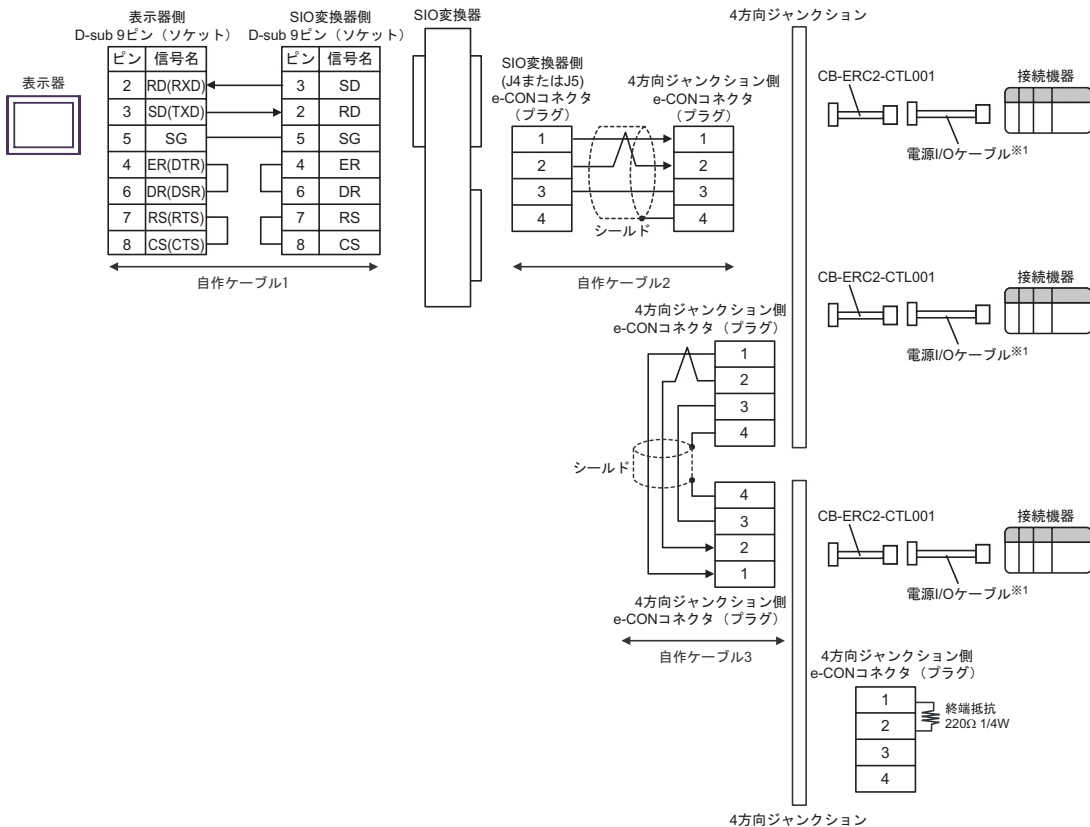 表示器
表示器側
D-sub 9ピン（ソケット）
ピン 信号名
2 RD(RXD)
3 SD(TXD)
5 SG
4 ER(DTR)
6 DR(DSR)
7 RS(RTS)
8 CS(CTS)
SIO変換器側
D-sub 9ピン（ソケット）
ピン 信号名
3 SD
2 RD
5 SG
4 ER
6 DR
7 RS
8 CS
自作ケーブル1
SIO変換器
SIO変換器側
(J4またはJ5)
e-CONコネクタ
（プラグ）
1
2
3
4
シールド
4方向ジャンクション側
e-CONコネクタ
（プラグ）
1
2
3
4
自作ケーブル2
4方向ジャンクション
4方向ジャンクション側
e-CONコネクタ（プラグ）
1
2
3
4
シールド
4
3
2
1
4方向ジャンクション側
e-CONコネクタ（プラグ）
自作ケーブル3
CB-ERC2-CTL001
接続機器
電源I/Oケーブル※1
CB-ERC2-CTL001
接続機器
電源I/Oケーブル※1
CB-ERC2-CTL001
接続機器
電源I/Oケーブル※1
4方向ジャンクション側
e-CONコネクタ（プラグ）
1
2
3
4
終端抵抗
220Ω 1/4W
4方向ジャンクション